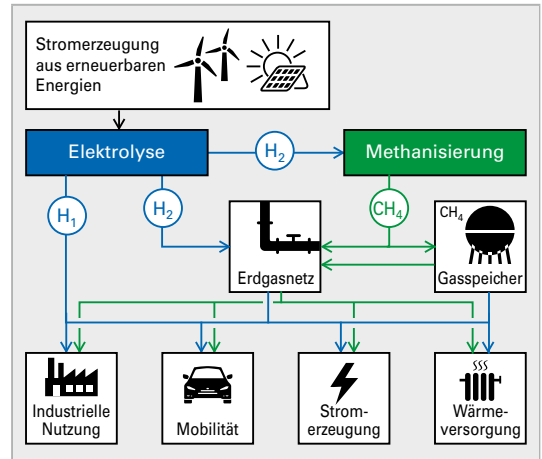 Stromerzeugung
aus erneuerbaren
Energien
Elektrolyse
H₂
Methanisierung
H₁
H₂
CH₄
CH₄
Erdgasnetz
Gasspeicher
Industrielle
Nutzung
Mobilität
Strom-
erzeugung
Wärme-
versorgung